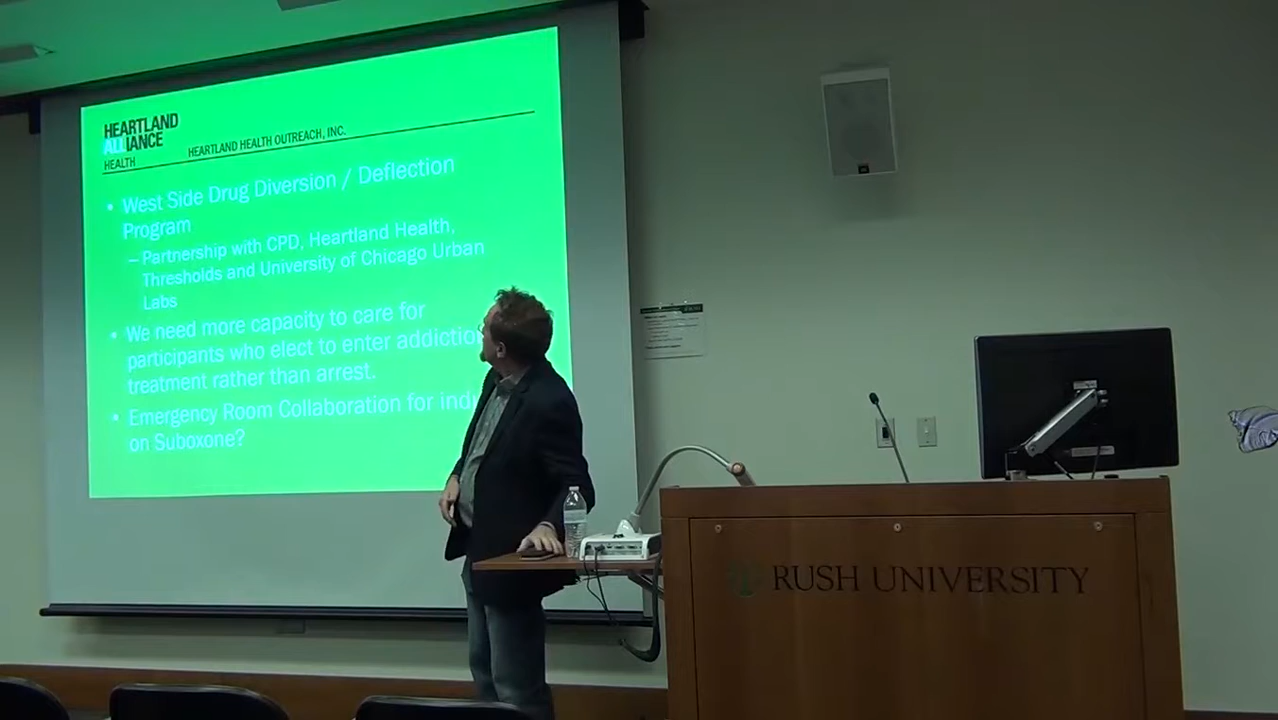 HEARTLAND
ALLIANCE
HEALTH
HEARTLAND HEALTH OUTREACH, INC.
• West Side Drug Diversion / Deflection
Program
– Partnership with CPD, Heartland Health,
Thresholds and University of Chicago Urban
Labs
• We need more capacity to care for
participants who elect to enter addiction
treatment rather than arrest.
• Emergency Room Collaboration for
on Suboxone?
RUSH UNIVERSITY